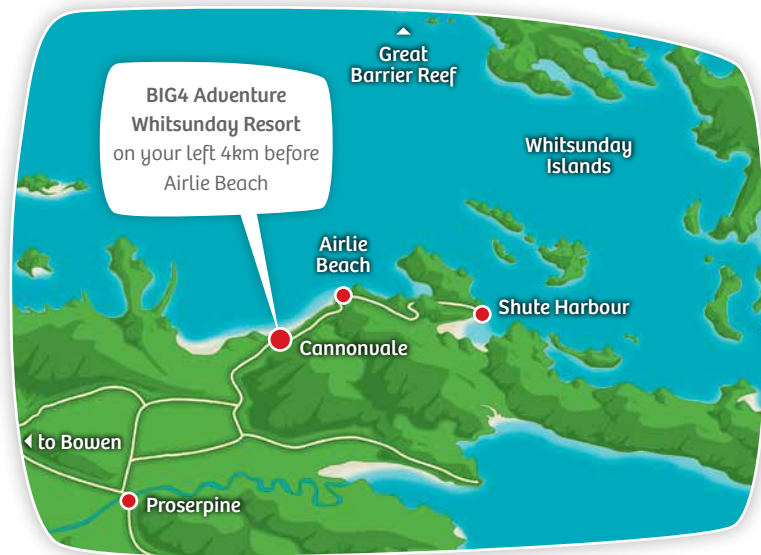 Great
Barrier Reef
BIG4 Adventure
Whitsunday Resort
on your left 4km before
Airlie Beach
Whitsunday
Islands
Airlie
Beach
Shute Harbour
Cannonvale
to Bowen
Proserpine